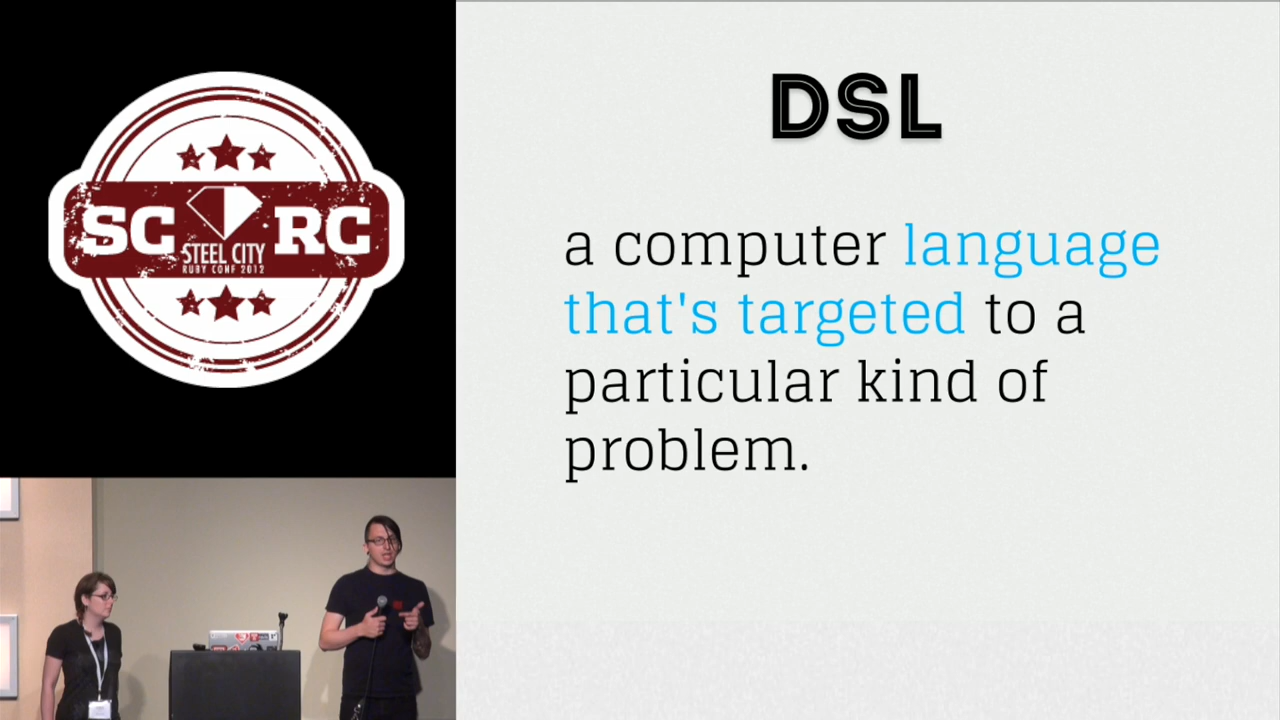 SC RC
STEEL CITY
RUBY CONF 2012
DSL
a computer language
that's targeted to a
particular kind of
problem.